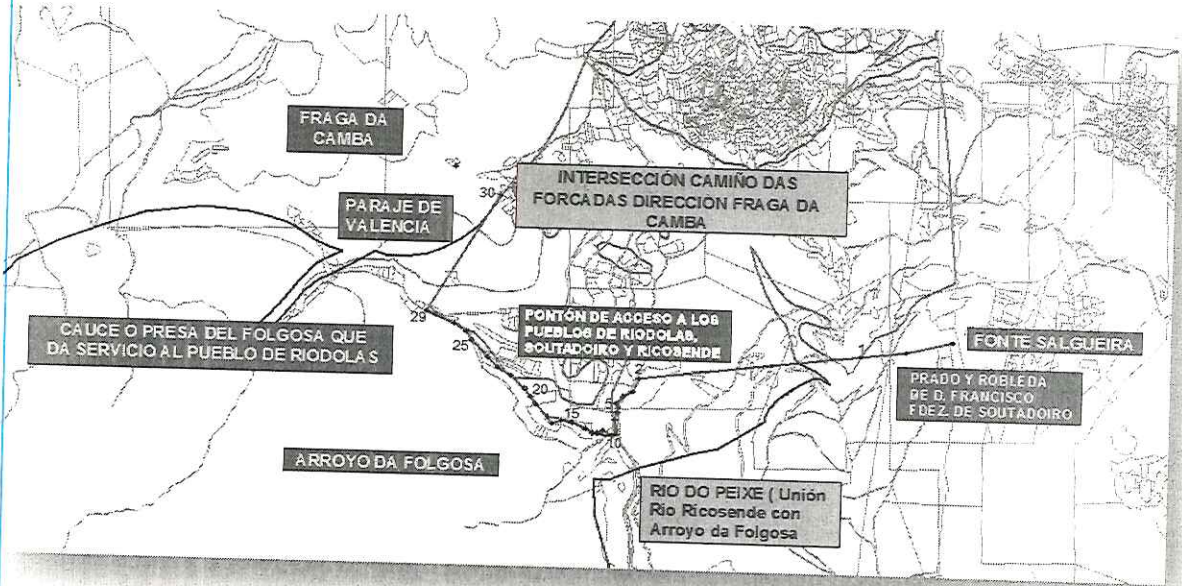 FRAGA DA
CAMBA
30
INTERSECCIÓN CAMIÑO DAS
FORCADAS DIRECCIÓN FRAGA DA
CAMBA
PARAJE DE
VALENCIA
29
CAUCE O PRESA DEL FOLGOSA QUE
DA SERVICIO AL PUEBLO DE RIODOLAS
25
PONTÓN DE ACCESO A LOS
PUEBLOS DE RIODOLAS,
SOUTADOIRO Y RICOSENDE
FONTE SALGUEIRA
2
20
PRADO Y ROBLEDA
DE D. FRANCISCO
FDEZ. DE SOUTADOIRO
5
15
10
ARROYO DA FOLGOSA
RIO DO PEIXE ( Unión
Rio Ricosende con
Arroyo da Folgosa